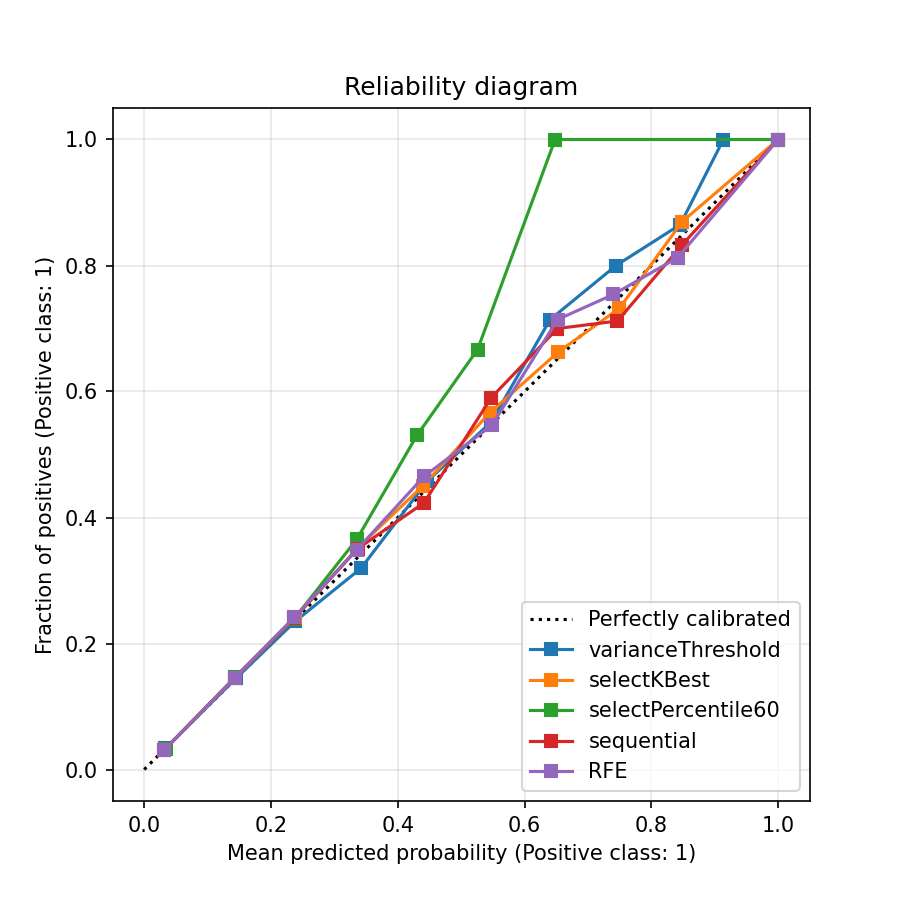 Reliability diagram
1.0
0.8
0.6
0.4
0.2
0.0
Fraction of positives (Positive class: 1)
Perfectly calibrated
varianceThreshold
selectKBest
selectPercentile60
sequential
RFE
0.0 0.2 0.4 0.6 0.8 1.0
Mean predicted probability (Positive class: 1)